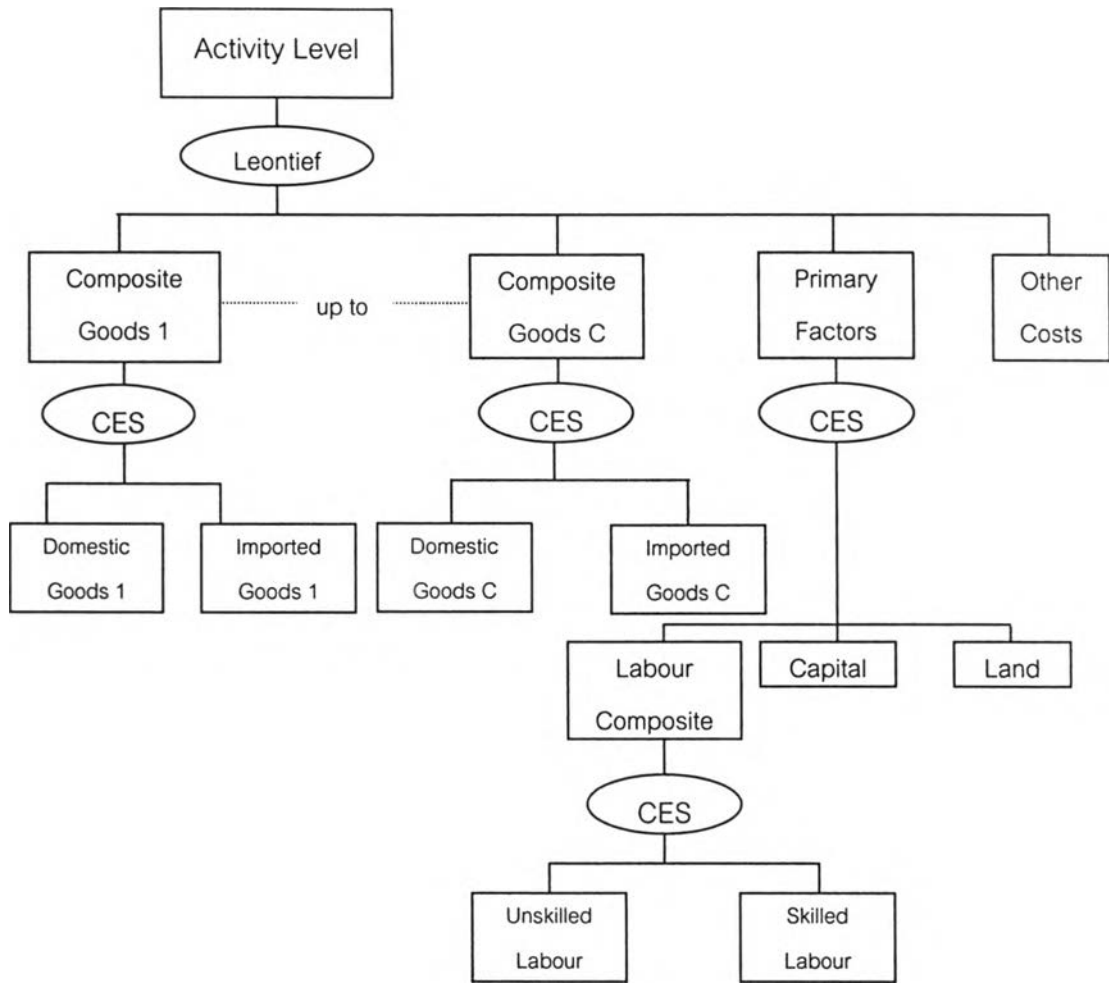 Activity Level
Leontief
Composite
Goods 1
up to
Composite
Goods C
Primary
Factors
Other
Costs
CES
CES
CES
Domestic
Goods 1
Imported
Goods 1
Domestic
Goods C
Imported
Goods C
Labour
Composite
Capital
Land
CES
Unskilled
Labour
Skilled
Labour